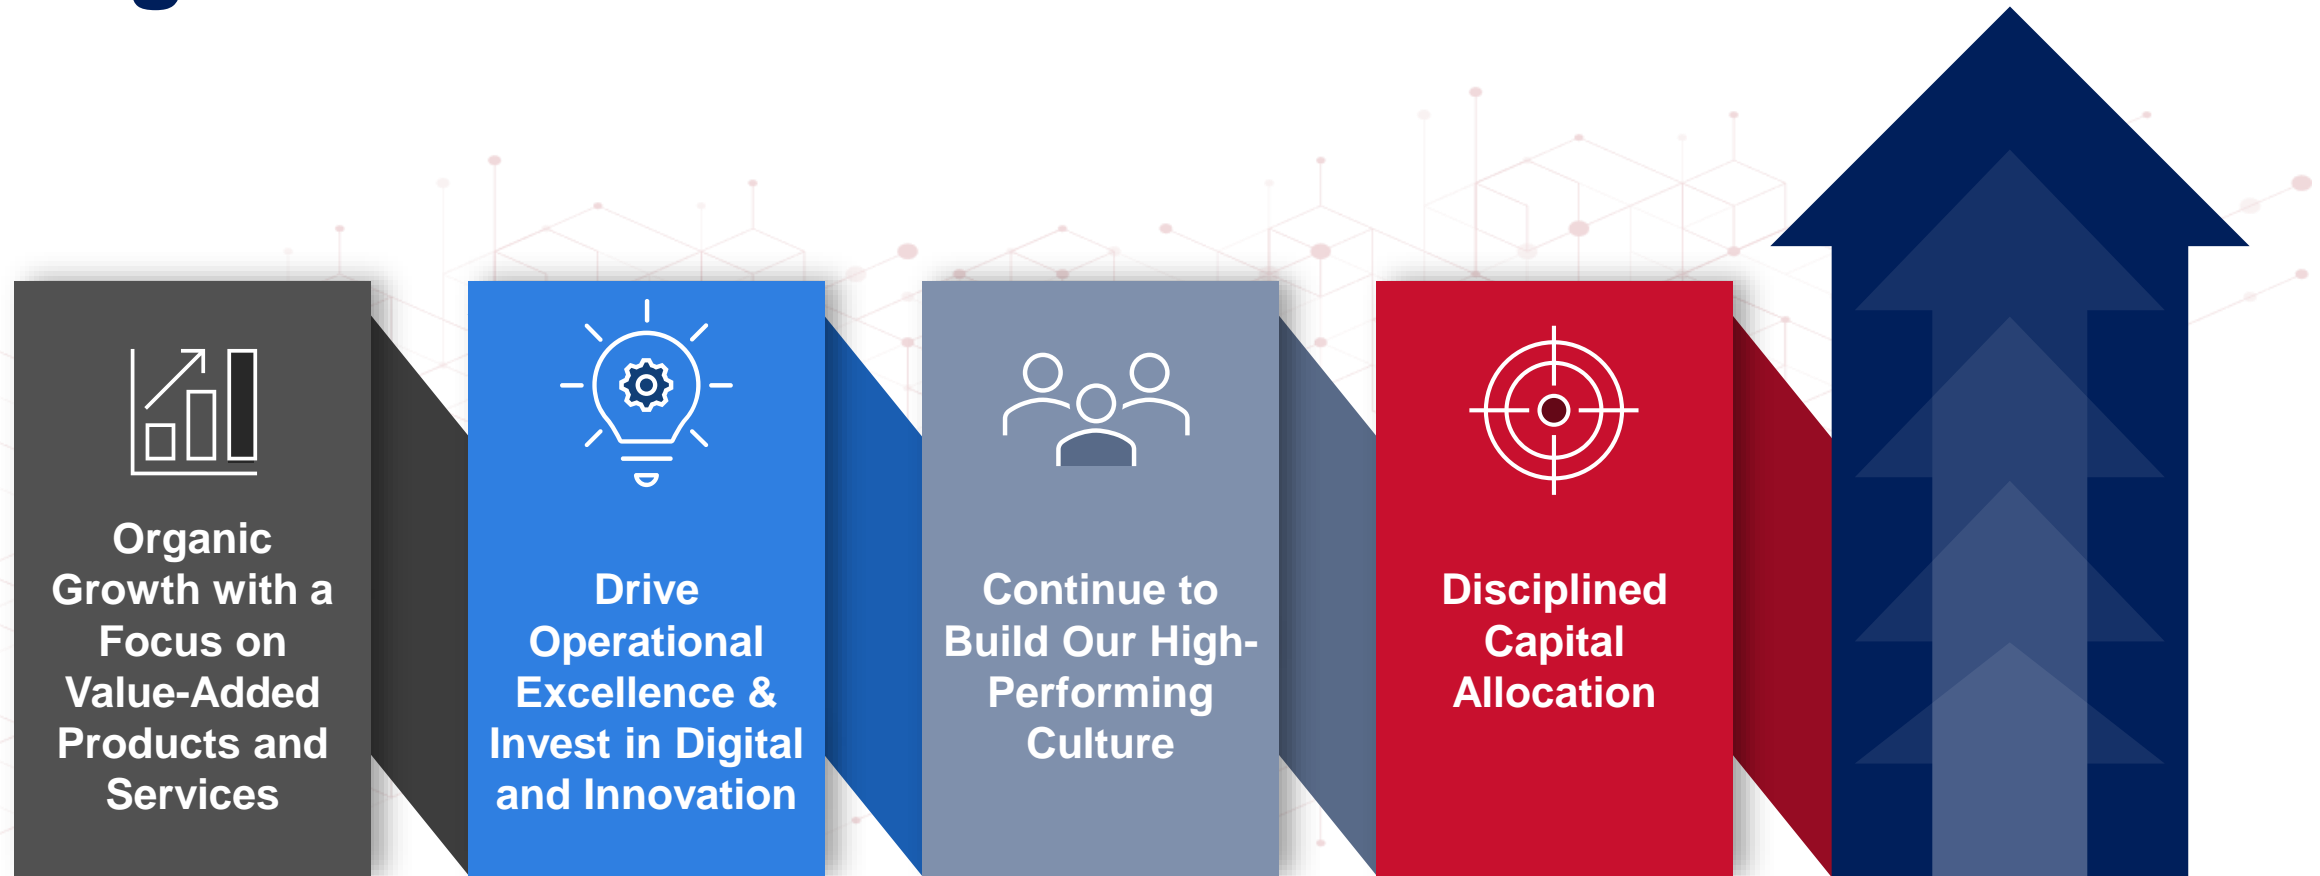 Organic
Growth with a
Focus on
Value-Added
Products and
Services
Drive
Operational
Excellence &
Invest in Digital
and Innovation
Continue to
Build Our High-
Performing
Culture
Disciplined
Capital
Allocation